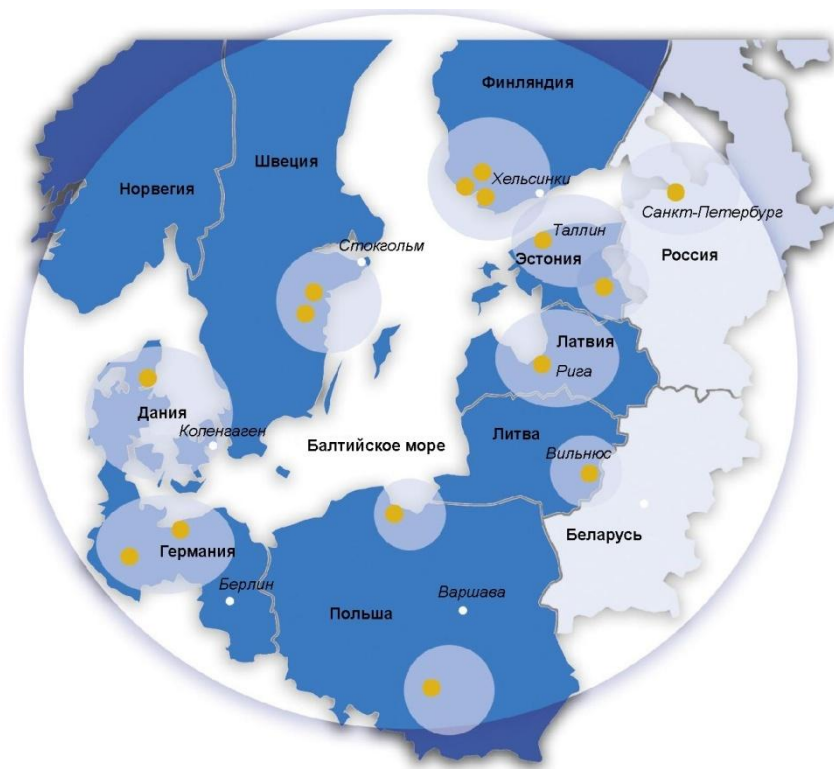 Финляндия
Швеция
Норвегия
Хельсинки
Санкт-Петербург
Таллин
Стокгольм
Эстония
Россия
Латвия
Рига
Дания
Коленгаген
Балтийское море
Литва
Вильнюс
Беларусь
Германия
Берлин
Варшава
Польша